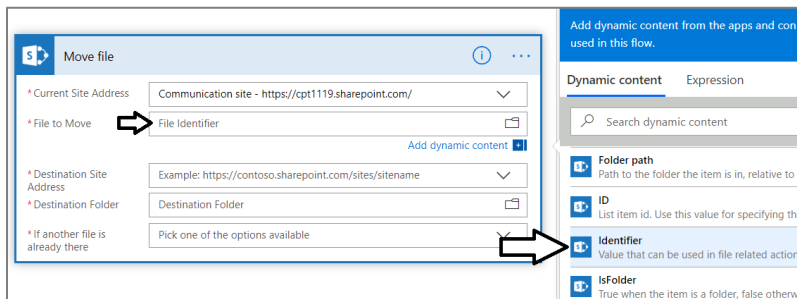 Move file
*Current Site Address
Communication site - https://cpt1119.sharepoint.com/
*File to Move
File Identifier
Add dynamic content
*Destination Site
Address
Example: https://contoso.sharepoint.com/sites/sitename
*Destination Folder
Destination Folder
*If another file is
already there
Pick one of the options available
Add dynamic content from the apps and con
used in this flow.
Dynamic content Expression
Search dynamic content
Folder path
Path to the folder the item is in, relative to
ID
List item id. Use this value for specifying th
Identifier
Value that can be used in file related action
IsFolder
True when the item is a folder, false otherw